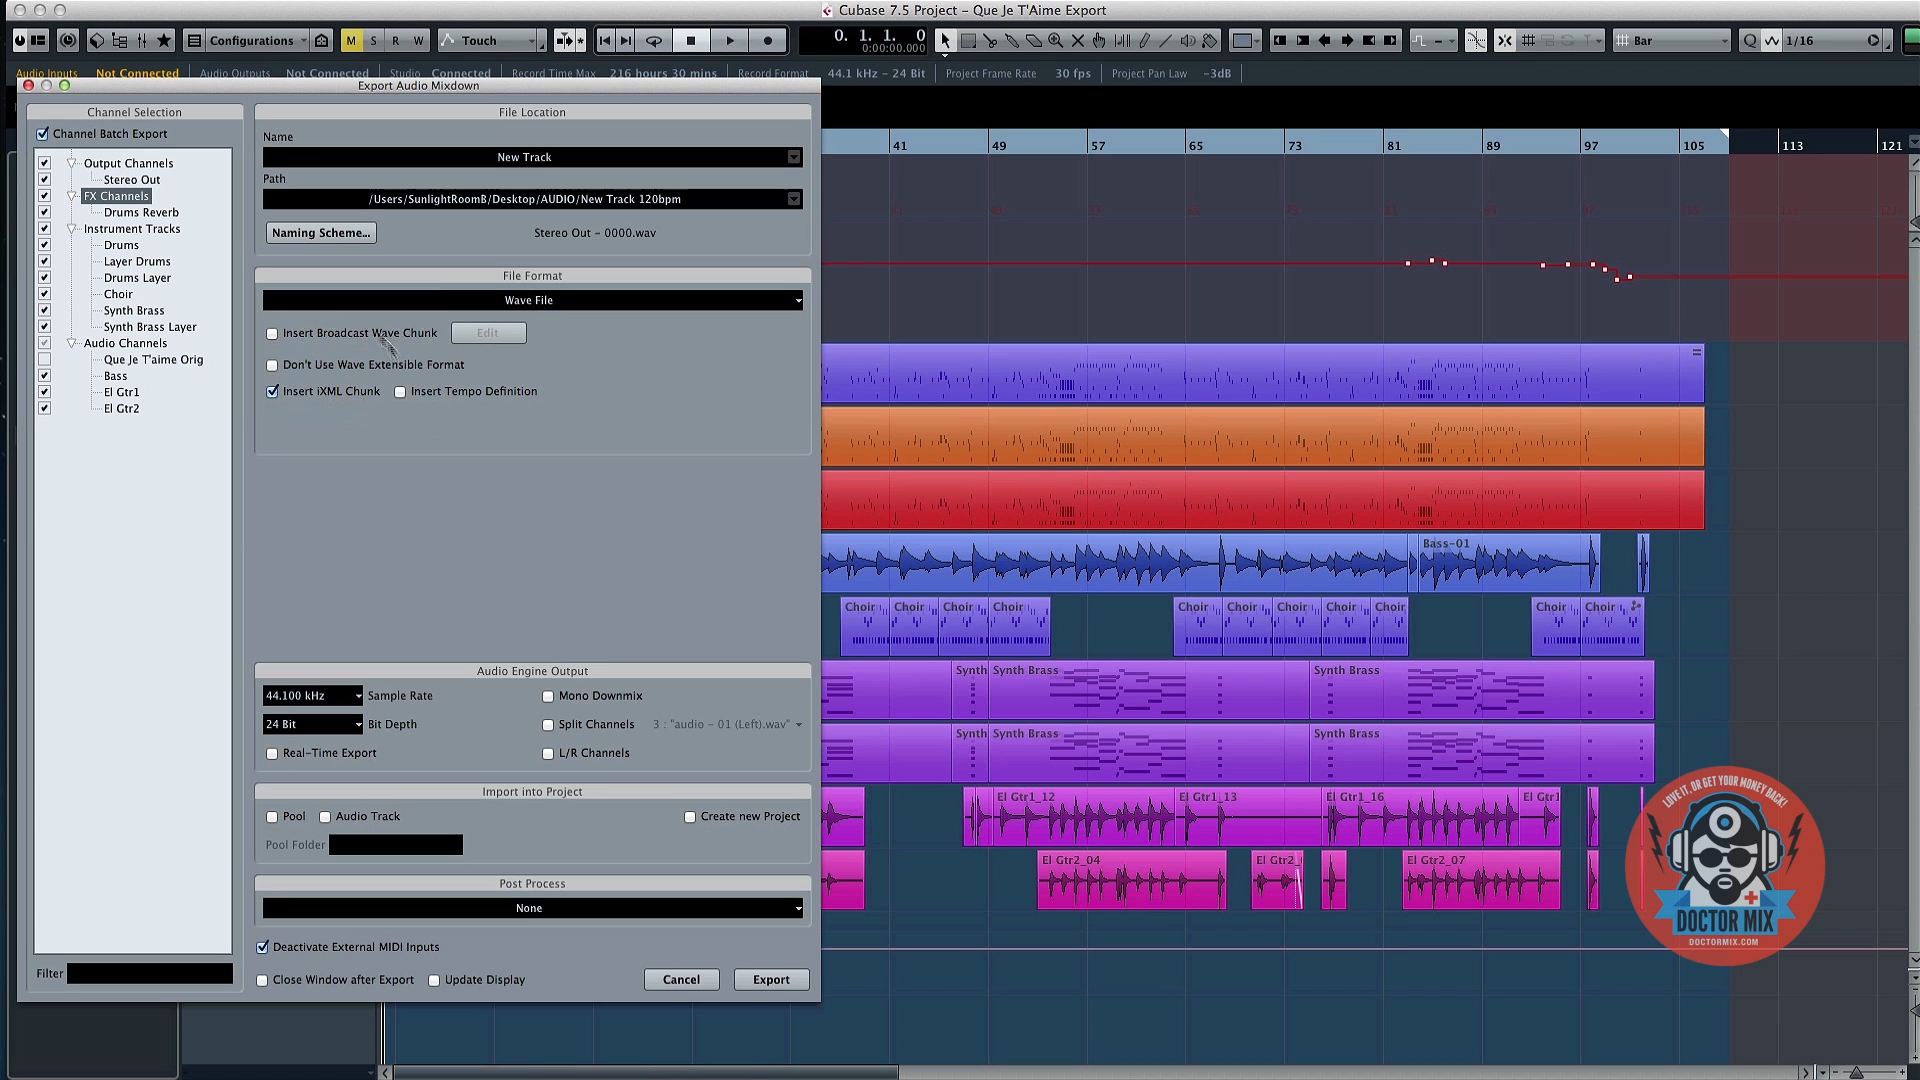 Cubase 7.5 Project - Que Je T'Aime Export
Configurations
M S R W
Touch
0. 1. 1. 0
0:00:00.000
Bar
Q 1/16
Audio Inputs Not Connected Audio Outputs Not Connected Studio Connected Record Time Max 216 hours 30 mins Record Format 44.1 kHz - 24 Bit Project Frame Rate 30 fps Project Pan Law -3dB
Export Audio Mixdown
Channel Selection
Channel Batch Export
Output Channels
Stereo Out
FX Channels
Drums Reverb
Instrument Tracks
Drums
Layer Drums
Drums Layer
Choir
Synth Brass
Synth Brass Layer
Audio Channels
Que Je T'aime Orig
Bass
El Gtr1
El Gtr2
Filter
File Location
Name
New Track
Path
/Users/SunlightRoomB/Desktop/AUDIO/New Track 120bpm
Naming Scheme...
Stereo Out - 0000.wav
File Format
Wave File
Insert Broadcast Wave Chunk
Edit
Don't Use Wave Extensible Format
Insert iXML Chunk
Insert Tempo Definition
Audio Engine Output
44.100 kHz Sample Rate
Mono Downmix
24 Bit Bit Depth
Split Channels
3 : "audio - 01 (Left).wav"
Real-Time Export
L/R Channels
Import into Project
Pool
Audio Track
Create new Project
Pool Folder
Post Process
None
Deactivate External MIDI Inputs
Close Window after Export
Update Display
Cancel
Export
41 49 57 65 73 81 89 97 105 113 121
Bass-01
Choir Choir Choir Choir Choir Choir Choir Choir Choir Choir Choir
Synth Synth Brass Synth Brass
Synth Synth Brass Synth Brass
El Gtr1_12 El Gtr1_13 El Gtr1_16 El Gtr1
El Gtr2_04 El Gtr2_ El Gtr2_07
LOVE IT, OR GET YOUR MONEY BACK!
DOCTOR MIX
DOCTORMIX.COM